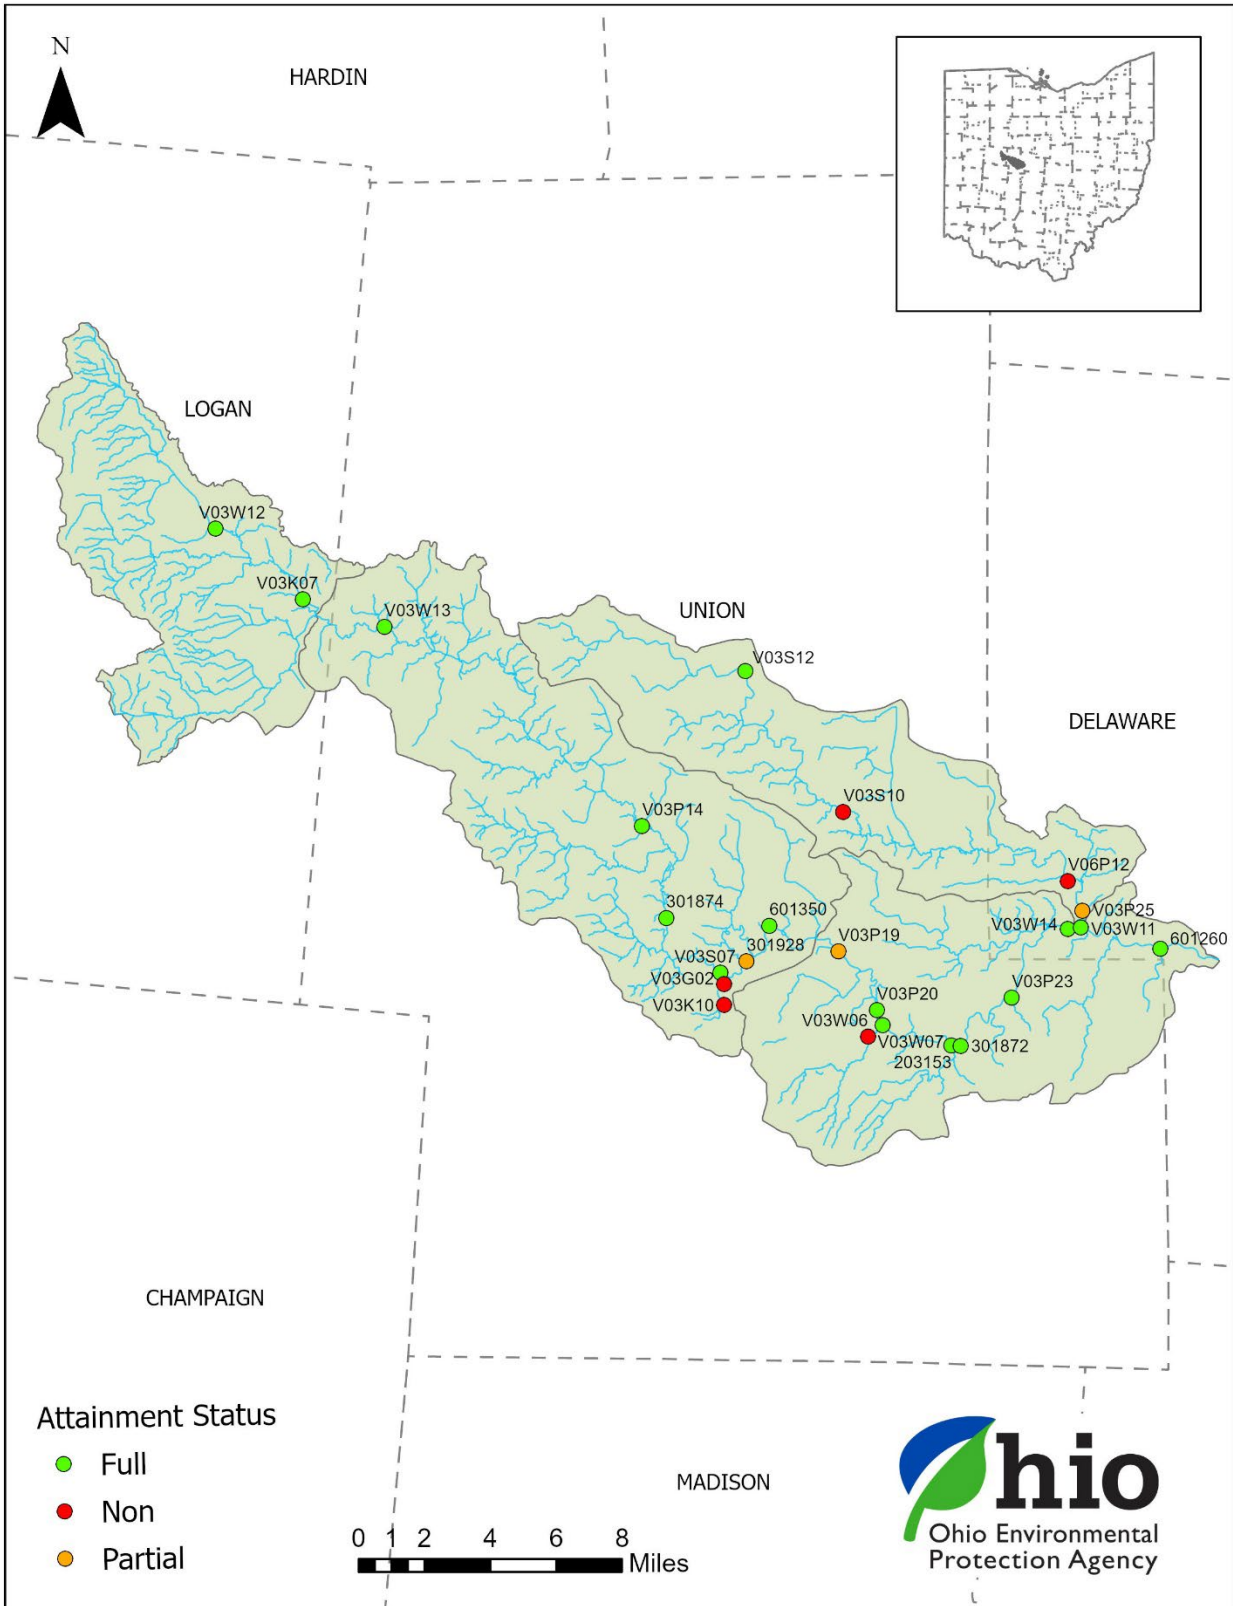 N
HARDIN
LOGAN
V03W12
V03K07
V03W13
UNION
V03S12
DELAWARE
V03S10
V03P14
V06P12
301874
601350
V03P25
V03W14
V03W11
V03P19
301928
601260
V03S07
V03G02
V03P23
V03K10
V03P20
V03W06
V03W07
301872
203153
CHAMPAIGN
Attainment Status
Full
Non
Partial
MADISON
0 1 2 4 6 8
Miles
hio
Ohio Environmental
Protection Agency